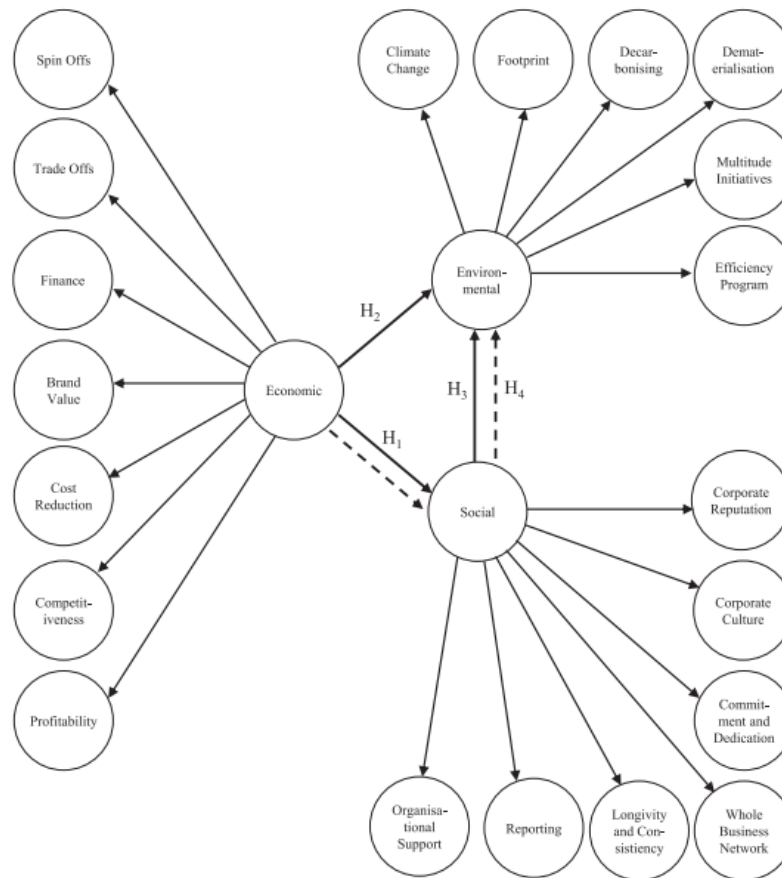 Spin Offs
Climate
Change
Footprint
Decar-
bonising
Demat-
erialisation
Trade Offs
Multitude
Initiatives
Finance
Environ-
mental
Efficiency
Program
H2
Brand
Value
Economic
H3
H4
H1
Cost
Reduction
Social
Corporate
Reputation
Competit-
iveness
Corporate
Culture
Profitability
Commit-
ment and
Dedication
Organisa-
tional
Support
Reporting
Longivity
and Con-
sistiency
Whole
Business
Network